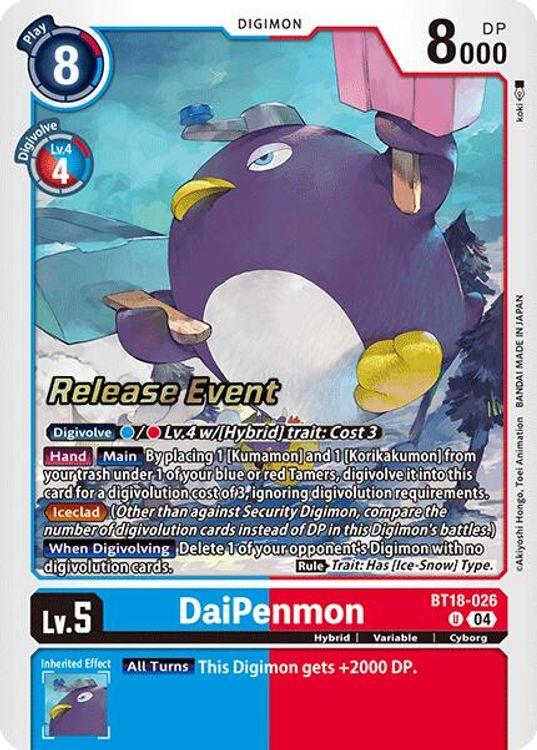 Play
DIGIMON
8
8000
DP
Digivolve
Lv.4
4
koki
Release Event
Digivolve / Lv.4 w/[Hybrid] trait: Cost 3
Hand Main By placing 1 [Kumamon] and 1 [Korikakumon] from
your trash under 1 of your blue or red Tamers, digivolve it into this
card for a digivolution cost of 3, ignoring digivolution requirements.
Iceclad (Other than against Security Digimon, compare the
number of digivolution cards instead of DP in this Digimon's battles.)
When Digivolving Delete 1 of your opponent's Digimon with no
digivolution cards.
Rule Trait: Has [Ice-Snow] Type.
©Akiyoshi Hongo, Toei Animation BANDAI MADE IN JAPAN
Lv.5
DaiPenmon
BT18-026
U 04
Hybrid | Variable | Cyborg
Inherited Effect
All Turns This Digimon gets +2000 DP.